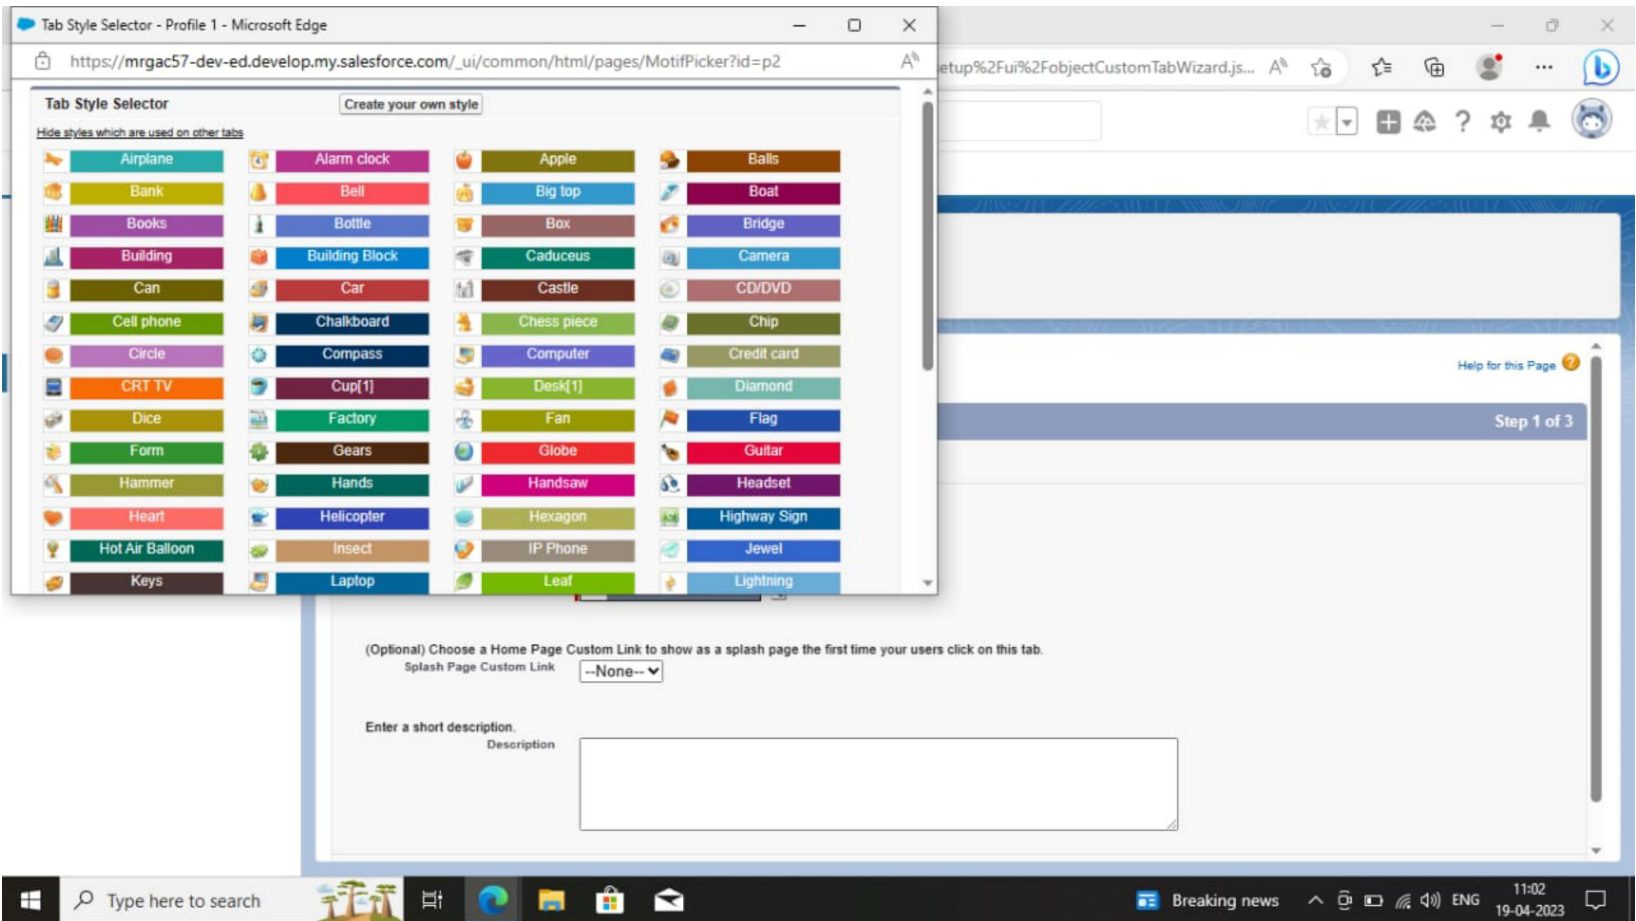 Tab Style Selector - Profile 1 - Microsoft Edge
https://mrgac57-dev-ed.develop.my.salesforce.com/_ui/common/html/pages/MotifPicker?id=p2
etup%2Fui%2FobjectCustomTabWizard.js...
Tab Style Selector
Create your own style
Hide styles which are used on other tabs
Airplane Alarm clock Apple Balls
Bank Bell Big top Boat
Books Bottle Box Bridge
Building Building Block Caduceus Camera
Can Car Castle CD/DVD
Cell phone Chalkboard Chess piece Chip
Circle Compass Computer Credit card
CRT TV Cup[1] Desk[1] Diamond
Dice Factory Fan Flag
Form Gears Globe Guitar
Hammer Hands Handsaw Headset
Heart Helicopter Hexagon Highway Sign
Hot Air Balloon Insect IP Phone Jewel
Keys Laptop Leaf Lightning
Help for this Page
Step 1 of 3
(Optional) Choose a Home Page Custom Link to show as a splash page the first time your users click on this tab.
Splash Page Custom Link --None--
Enter a short description.
Description
Type here to search
Breaking news
ENG
11:02
19-04-2023